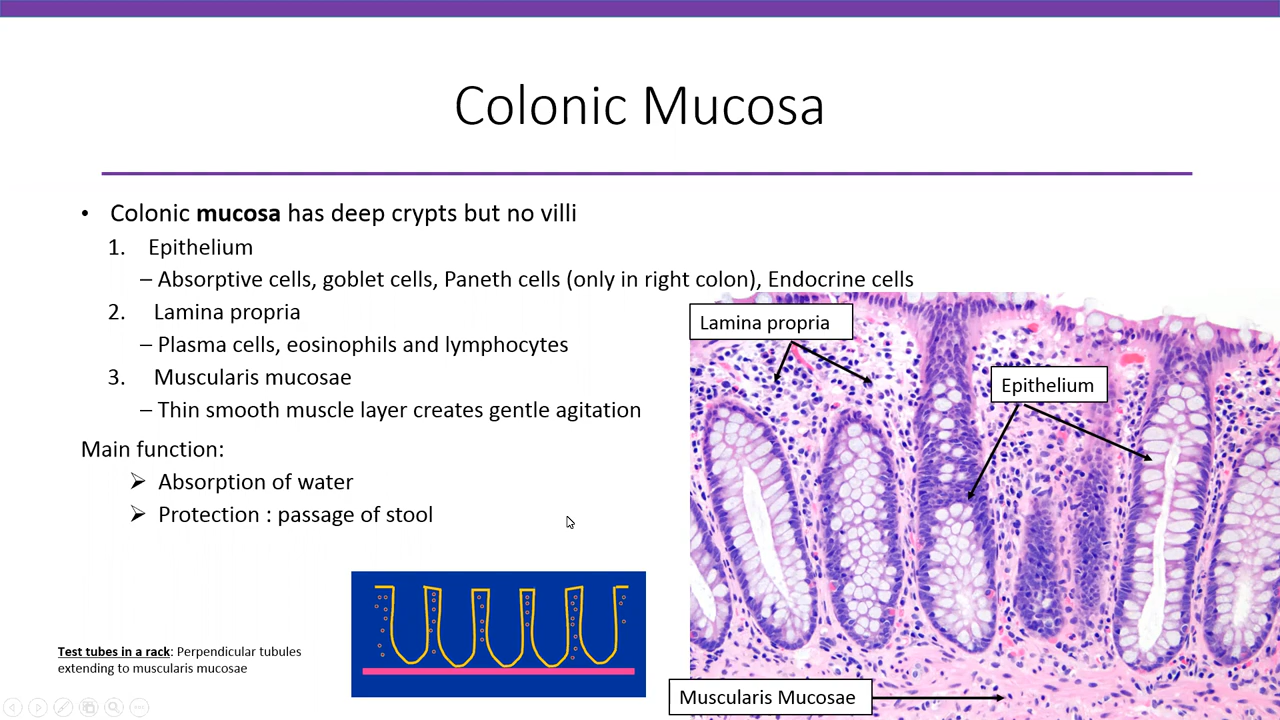 Colonic Mucosa
• Colonic mucosa has deep crypts but no villi
1. Epithelium
– Absorptive cells, goblet cells, Paneth cells (only in right colon), Endocrine cells
2. Lamina propria
– Plasma cells, eosinophils and lymphocytes
3. Muscularis mucosae
– Thin smooth muscle layer creates gentle agitation
Main function:
➢ Absorption of water
➢ Protection : passage of stool
Test tubes in a rack: Perpendicular tubules
extending to muscularis mucosae
Lamina propria
Epithelium
Muscularis Mucosae